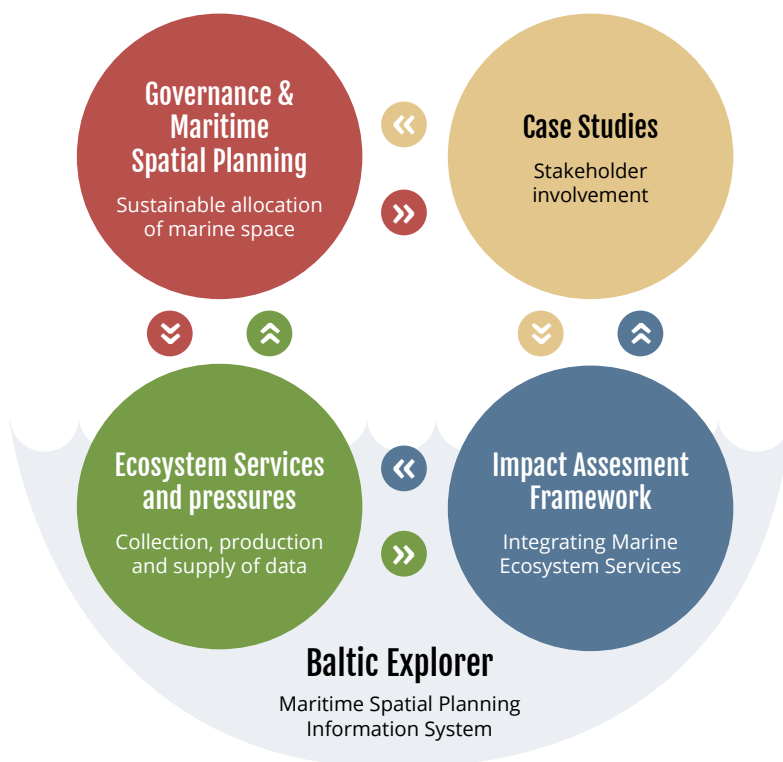 Governance &
Maritime
Spatial Planning
Sustainable allocation
of marine space
Case Studies
Stakeholder
involvement
Ecosystem Services
and pressures
Collection, production
and supply of data
Impact Assesment
Framework
Integrating Marine
Ecosystem Services
Baltic Explorer
Maritime Spatial Planning
Information System